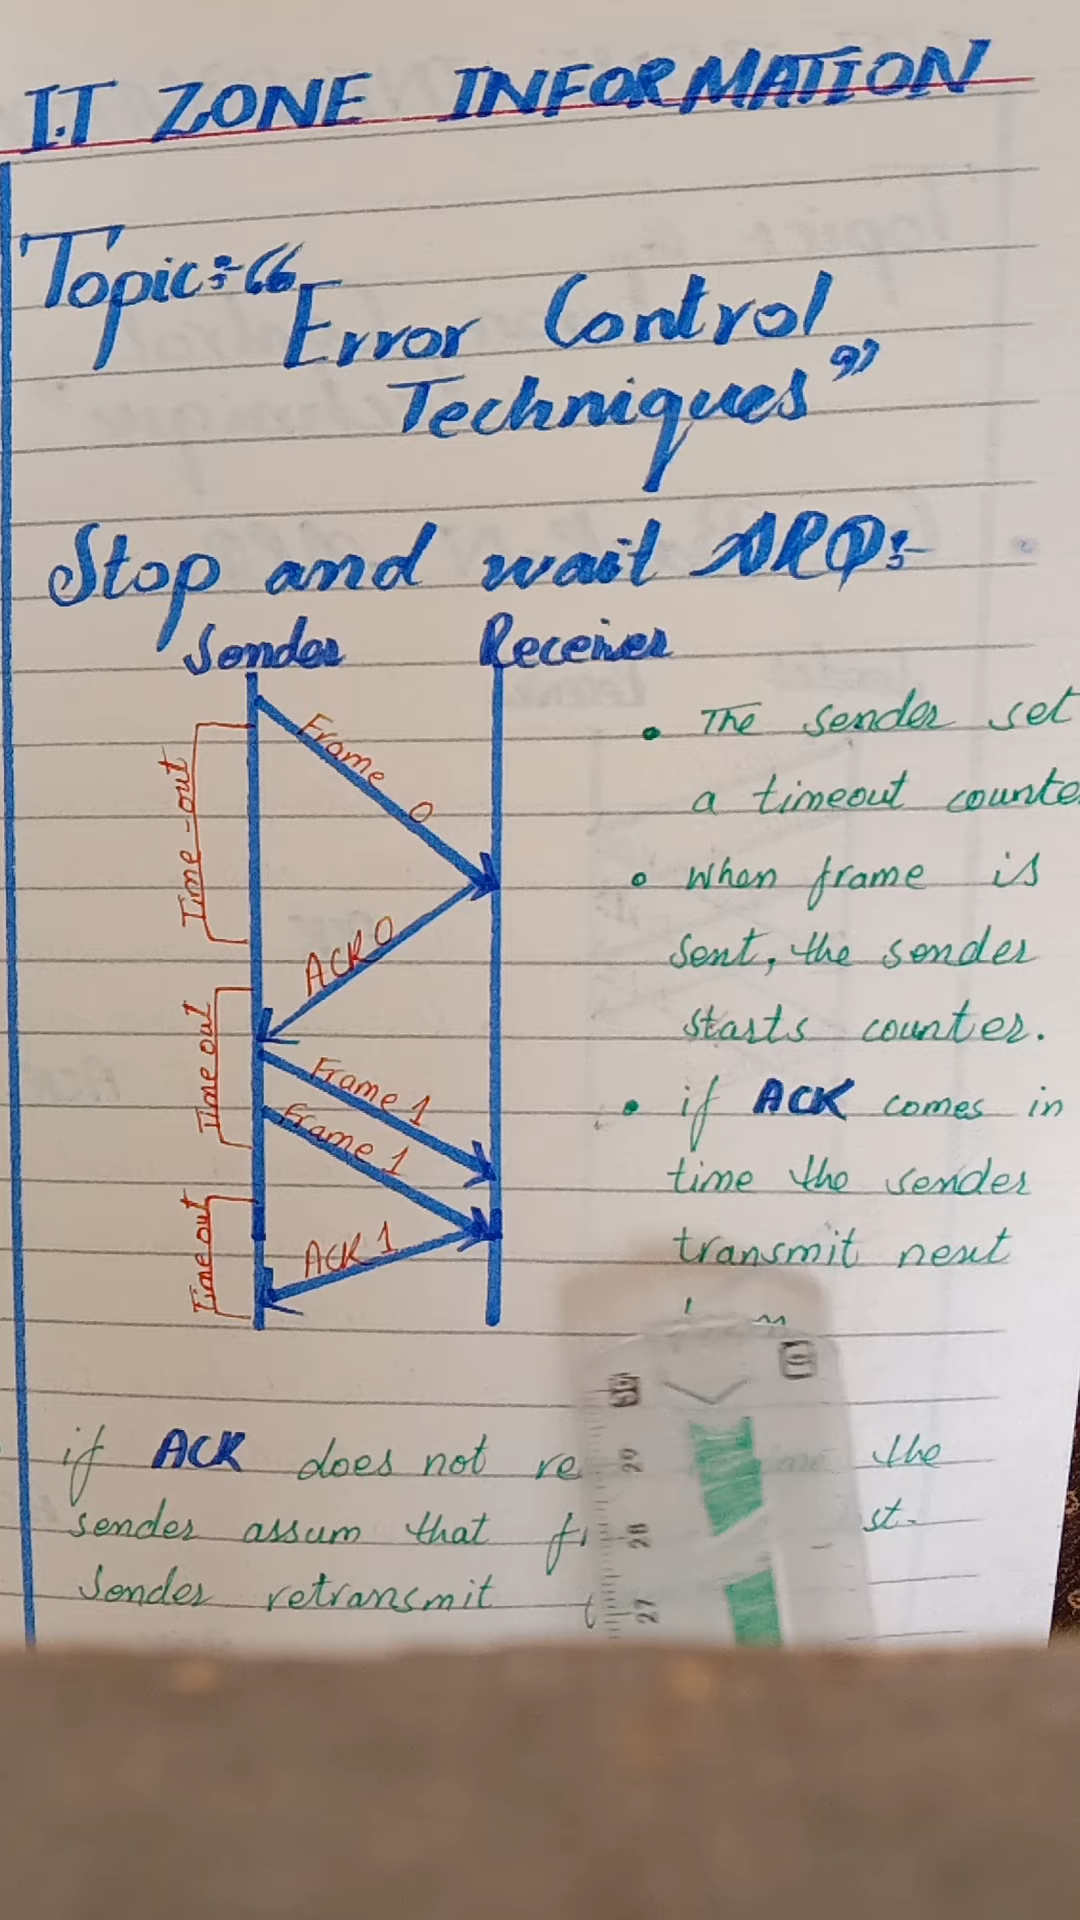 I.T ZONE INFORMATION
Topic:- "Error Control
Techniques"
Stop and wait ARQ:-
Sender Receiver
Frame 0
Time-out
ACK 0
Time out
Frame 1
Frame 1
Time out
ACK 1
• The sender set
a timeout counte
• when frame is
sent, the sender
starts counter.
• if ACK comes in
time the sender
transmit next
if ACK does not re the
sender assum that st.
Sender retransmit
29
28
27